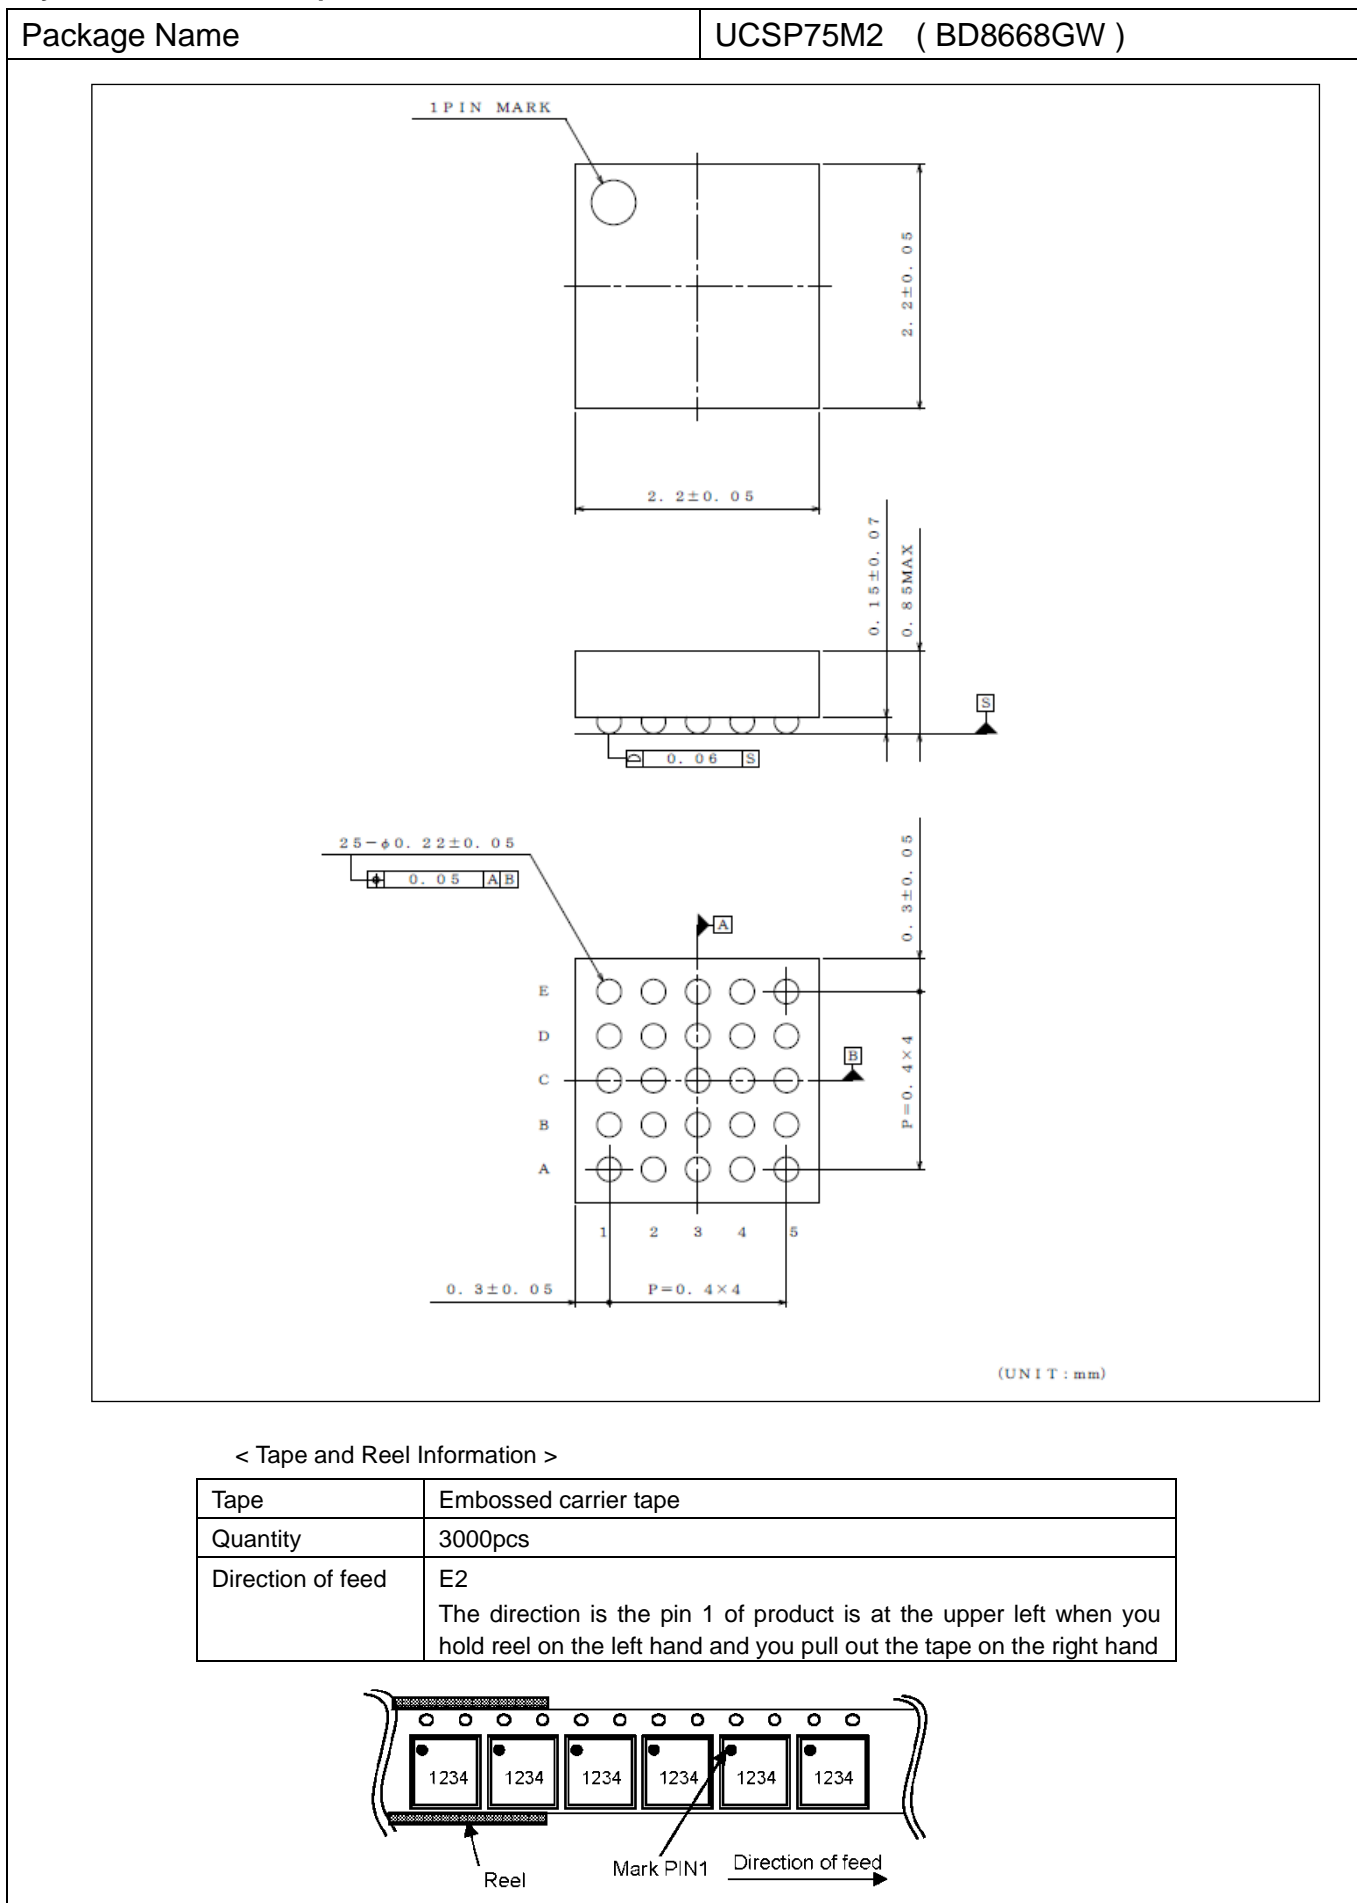 Package Name UCSP75M2 ( BD8668GW )
1PIN MARK
2. 2±0. 05
2. 2±0. 05
0. 15±0. 07
0. 85MAX
S
0. 06 S
25-φ0. 22±0. 05
0. 05 A B
0. 3±0. 05
A
E
D
B
C
P=0. 4×4
B
A
1 2 3 4 5
0. 3±0. 05 P=0. 4×4
(UNIT:mm)
< Tape and Reel Information >
Tape Embossed carrier tape
Quantity 3000pcs
Direction of feed E2
The direction is the pin 1 of product is at the upper left when you
hold reel on the left hand and you pull out the tape on the right hand
1234 1234 1234 1234 1234 1234
Reel Mark PIN1 Direction of feed